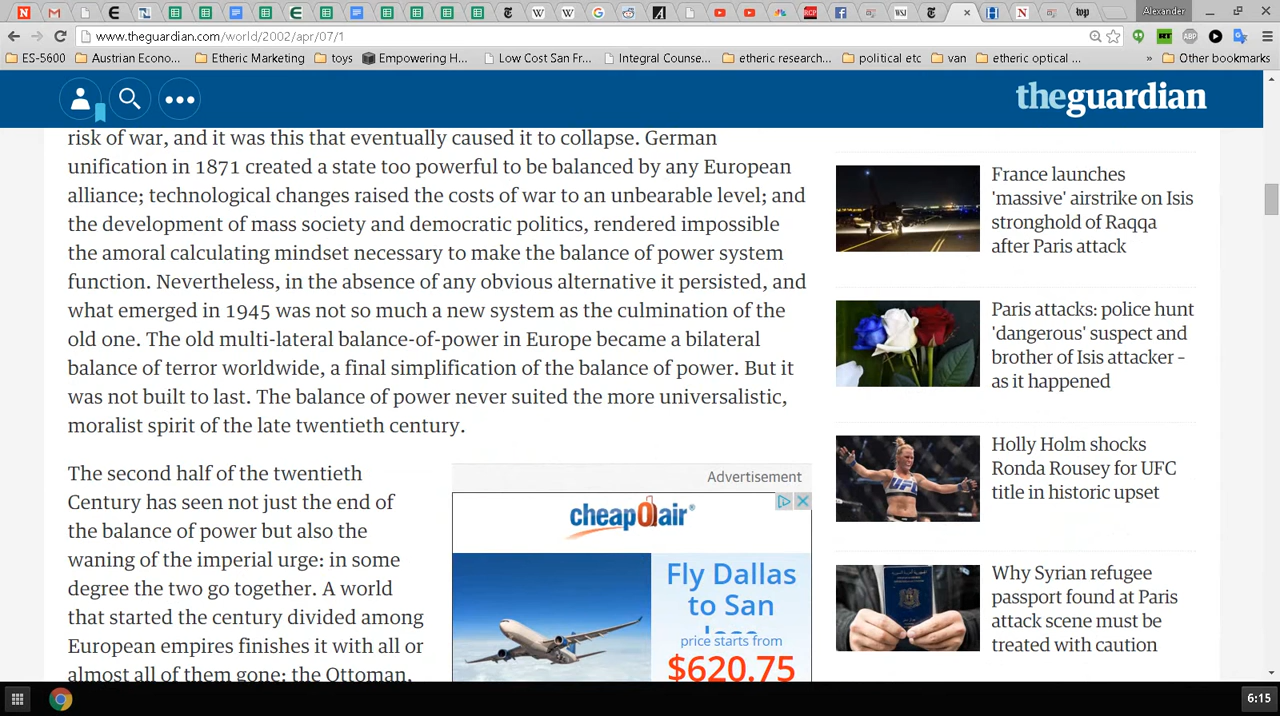 Alexander
www.theguardian.com/world/2002/apr/07/1
ES-5600
Austrian Econo...
Etheric Marketing
toys
Empowering H...
Low Cost San Fr...
Integral Counse...
etheric research...
political etc
van
etheric optical ...
»
Other bookmarks
theguardian
risk of war, and it was this that eventually caused it to collapse. German
unification in 1871 created a state too powerful to be balanced by any European
alliance; technological changes raised the costs of war to an unbearable level; and
the development of mass society and democratic politics, rendered impossible
the amoral calculating mindset necessary to make the balance of power system
function. Nevertheless, in the absence of any obvious alternative it persisted, and
what emerged in 1945 was not so much a new system as the culmination of the
old one. The old multi-lateral balance-of-power in Europe became a bilateral
balance of terror worldwide, a final simplification of the balance of power. But it
was not built to last. The balance of power never suited the more universalistic,
moralist spirit of the late twentieth century.
The second half of the twentieth
Century has seen not just the end of
the balance of power but also the
waning of the imperial urge: in some
degree the two go together. A world
that started the century divided among
European empires finishes it with all or
almost all of them gone: the Ottoman,
Advertisement
cheapOair®
Fly Dallas
to San
Jose
price starts from
$620.75
France launches
'massive' airstrike on Isis
stronghold of Raqqa
after Paris attack
Paris attacks: police hunt
'dangerous' suspect and
brother of Isis attacker –
as it happened
Holly Holm shocks
Ronda Rousey for UFC
title in historic upset
Why Syrian refugee
passport found at Paris
attack scene must be
treated with caution
6:15